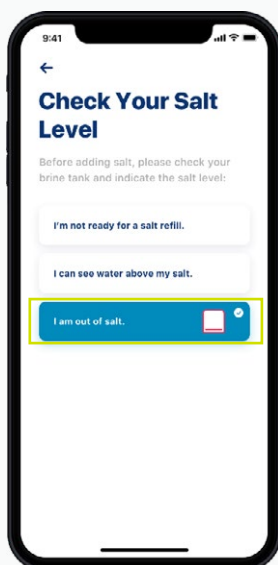 9:41
Check Your Salt
Level
Before adding salt, please check your
brine tank and indicate the salt level:
I'm not ready for a salt refill.
I can see water above my salt.
I am out of salt.